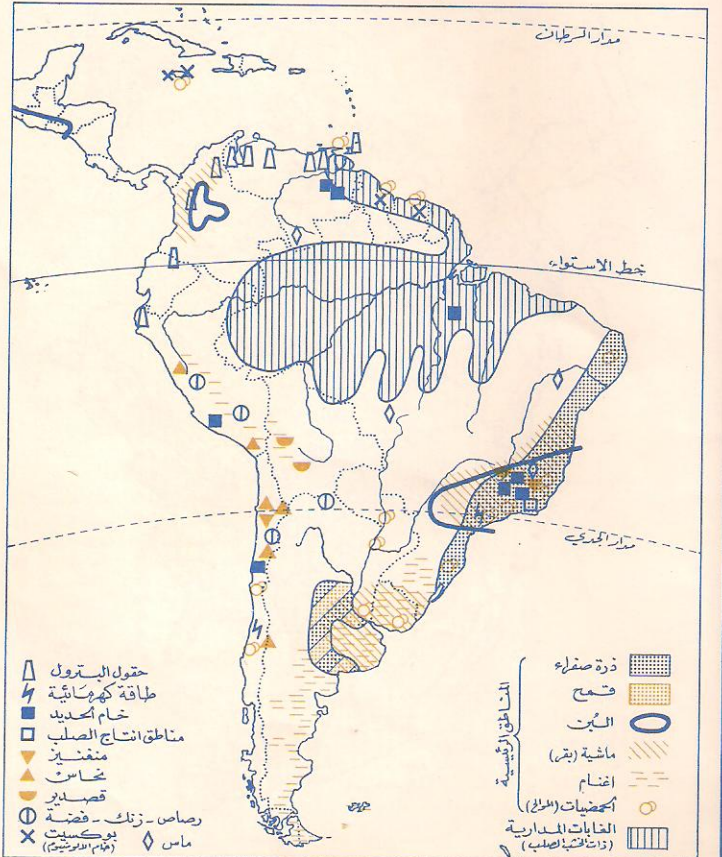 مدار السرطان
خط الاستواء
مدار الجدي
حقول البترول
طاقة كهرمائية
خام الحديد
مناطق انتاج الصلب
منغنيز
نحاس
قصدير
رصاص - زنك - فضة
بوكسيت
(خام الالومنيوم)
ماس
المناطق الرئيسية
ذرة صفراء
قمح
البن
ماشية (بقر)
اغنام
الحمضيات (الموالح)
الغابات المدارية
(ذات الخشب الصلب)